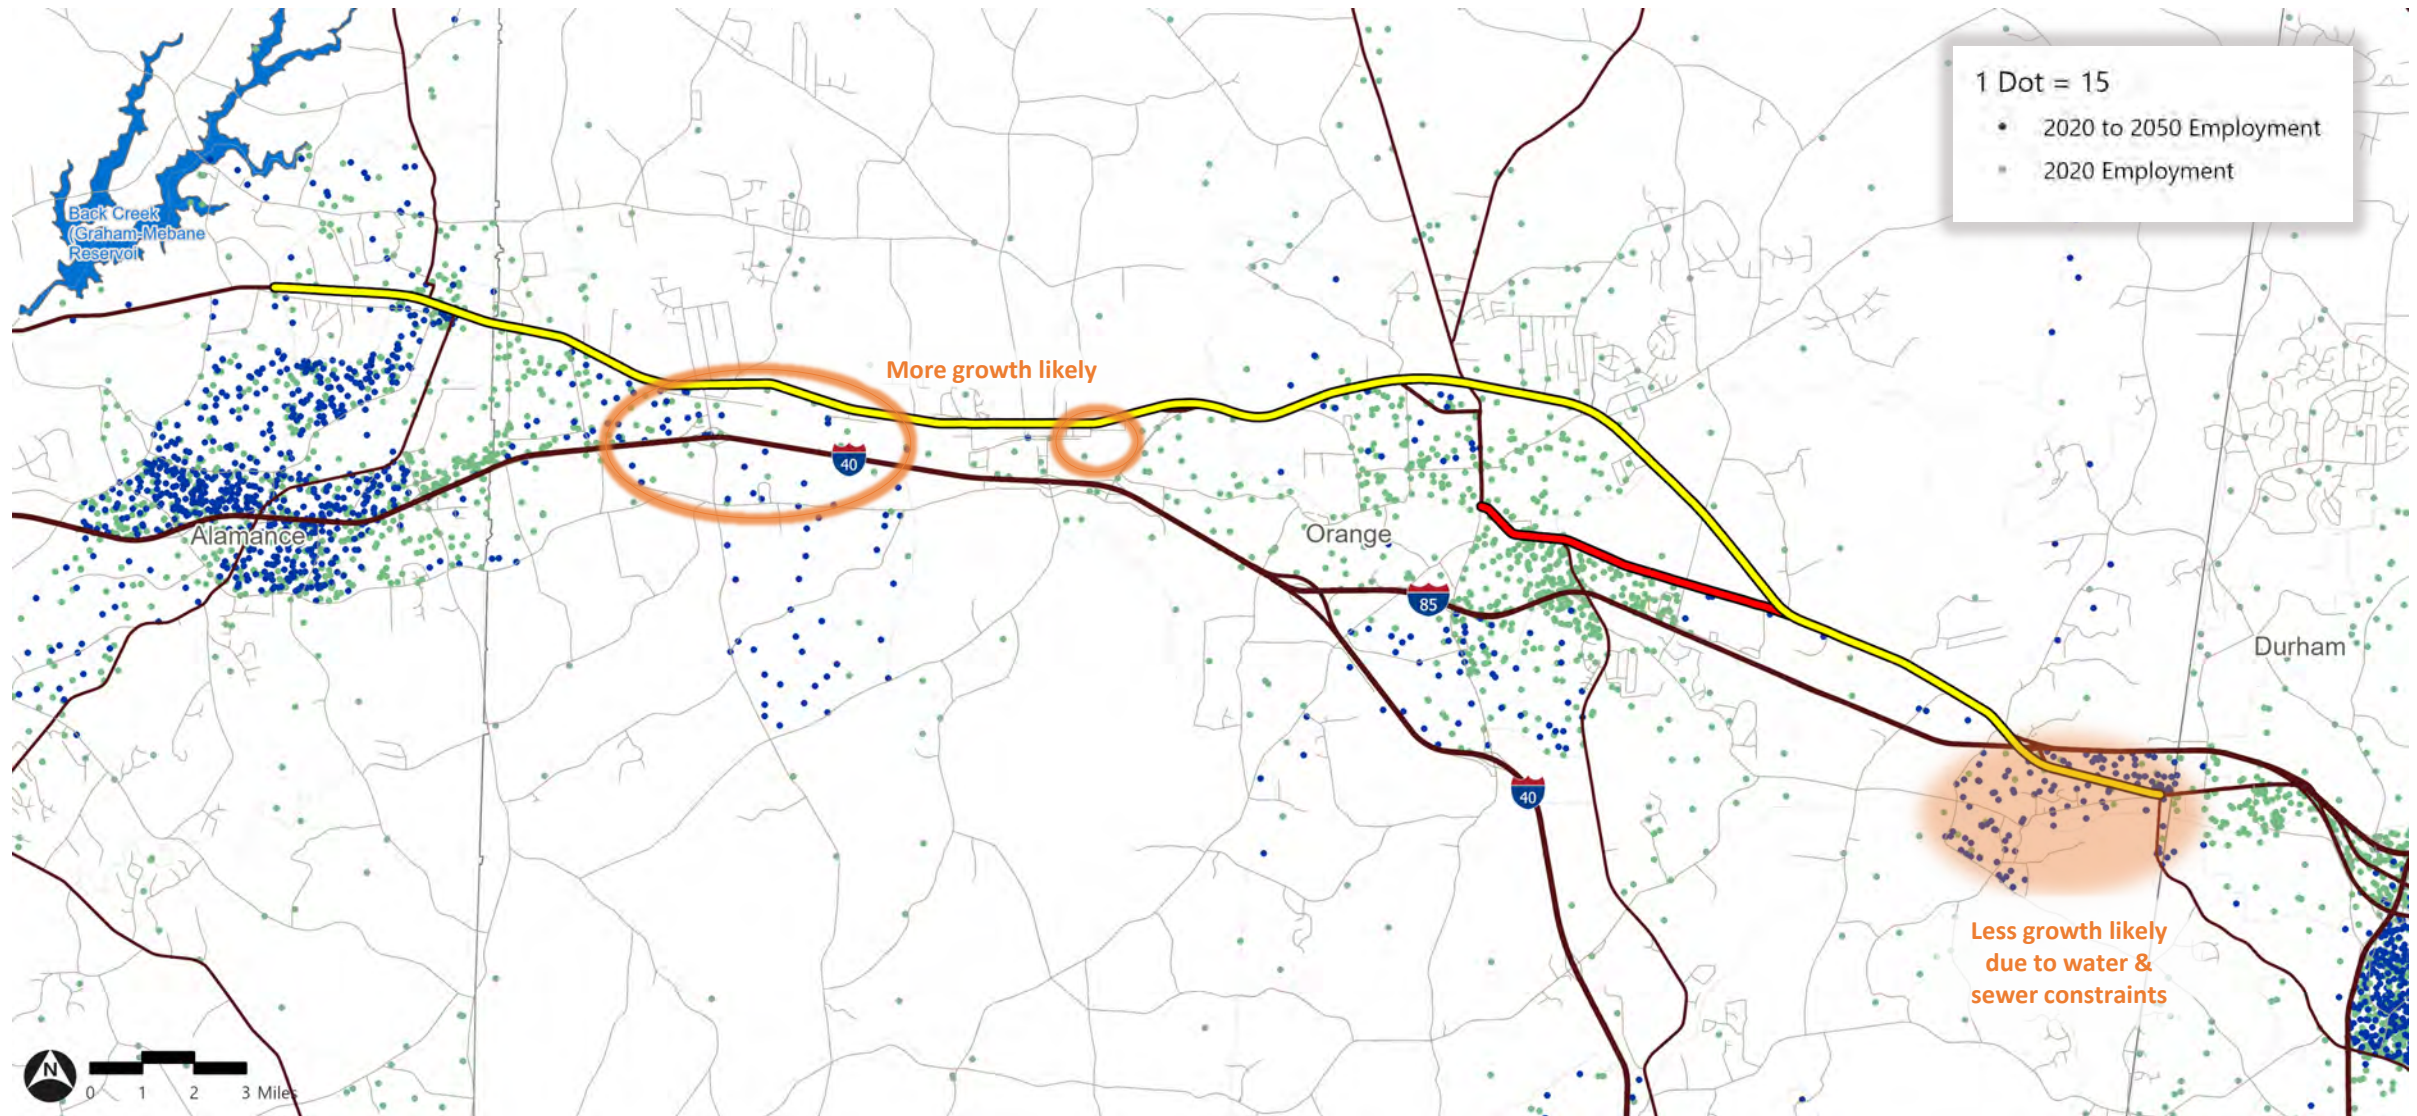 1 Dot = 15
2020 to 2050 Employment
2020 Employment
Back Creek
(Graham-Mebane
Reservoi
More growth likely
40
Alamance
Orange
85
Durham
40
Less growth likely
due to water &
sewer constraints
N
0 1 2 3 Miles